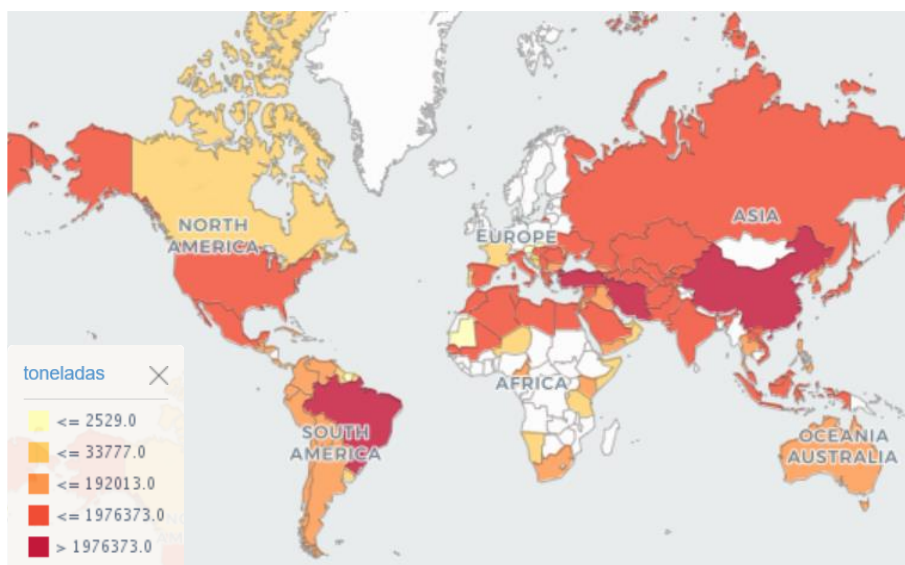 NORTH
AMERICA
EUROPE
ASIA
AFRICA
SOUTH
AMERICA
OCEANIA
AUSTRALIA
toneladas
<= 2529.0
<= 33777.0
<= 192013.0
<= 1976373.0
> 1976373.0